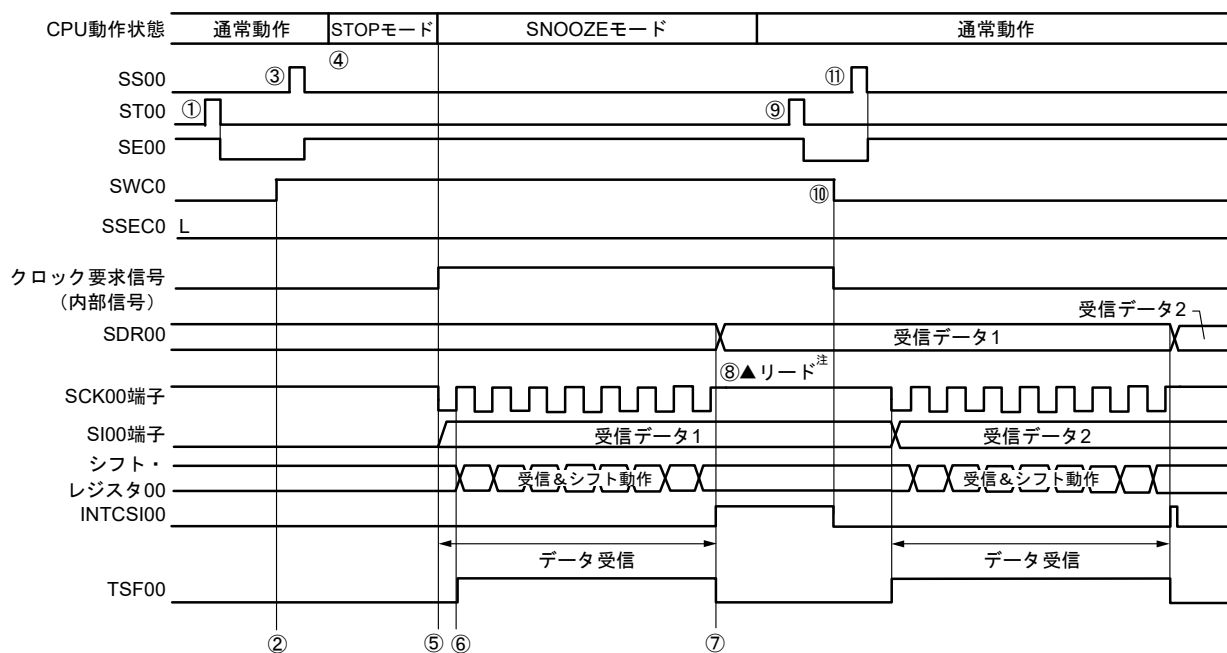 CPU動作状態 通常動作 STOPモード SNOOZEモード 通常動作
④
SS00 ③ ⑪
ST00 ① ⑨
SE00
SWC0 ⑩
SSEC0 L
クロック要求信号
(内部信号)
受信データ2
SDR00 受信データ1
⑧▲リード注
SCK00端子
SI00端子 受信データ1 受信データ2
シフト・
レジスタ00 受信&シフト動作 受信&シフト動作
INTCSI00
データ受信 データ受信
TSF00
② ⑤ ⑥ ⑦